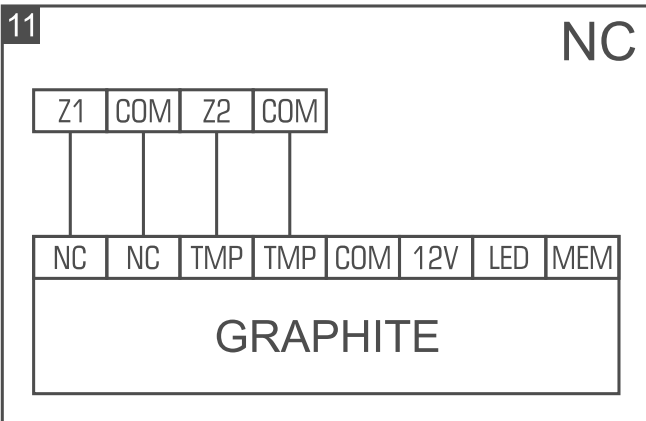 11
NC
Z1 COM Z2 COM
NC NC TMP TMP COM 12V LED MEM
GRAPHITE